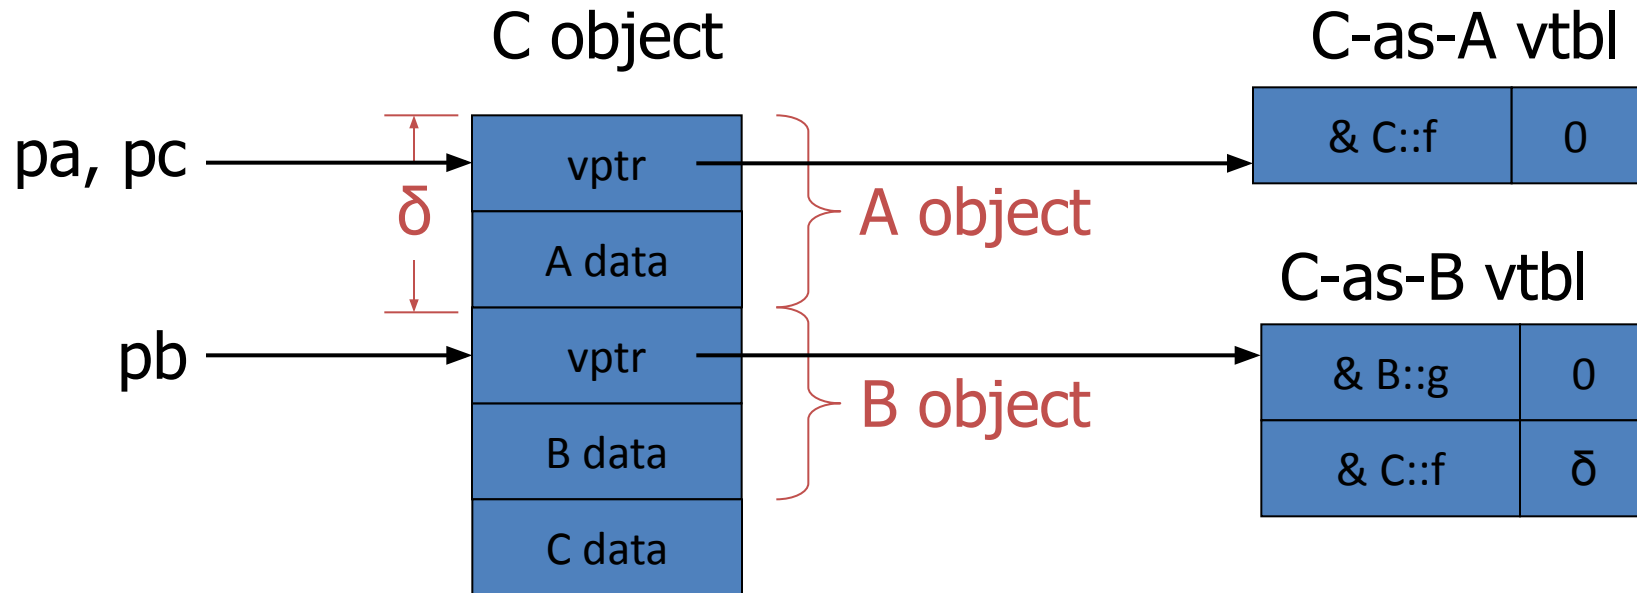 C object
C-as-A vtbl
pa, pc
vptr
& C::f 0
δ
A object
A data
C-as-B vtbl
pb
vptr
& B::g 0
B object
B data
& C::f δ
C data